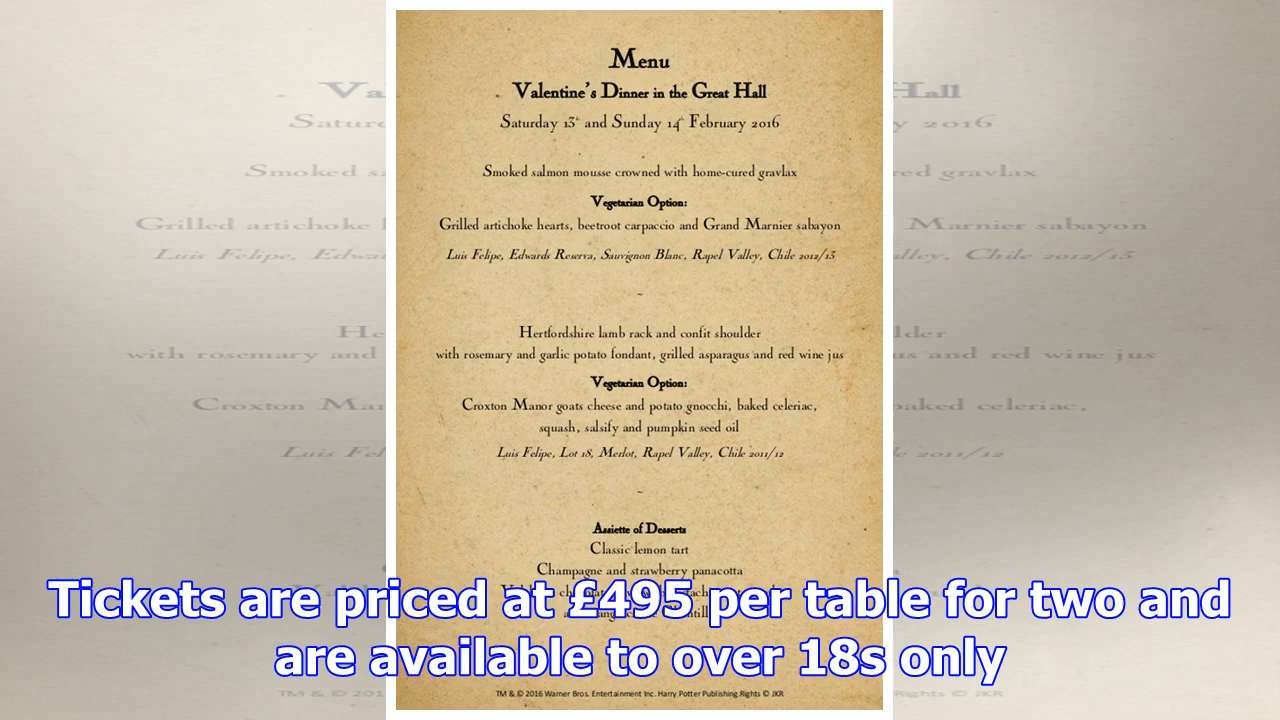 Menu
Valentine's Dinner in the Great Hall
Saturday 13th and Sunday 14th February 2016
Smoked salmon mousse crowned with home-cured gravlax
Vegetarian Option:
Grilled artichoke hearts, beetroot carpaccio and Grand Marnier sabayon
Luis Felipe, Edwards Reserva, Sauvignon Blanc, Rapel Valley, Chile 2012/13
~
Hertfordshire lamb rack and confit shoulder
with rosemary and garlic potato fondant, grilled asparagus and red wine jus
Vegetarian Option:
Croxton Manor goats cheese and potato gnocchi, baked celeriac,
squash, salsify and pumpkin seed oil
Luis Felipe, Lot 18, Merlot, Rapel Valley, Chile 2011/12
~
Assiette of Desserts
Classic lemon tart
Champagne and strawberry panacotta
Tickets are priced at £495 per table for two and
are available to over 18s only
TM & © 2016 Warner Bros. Entertainment Inc. Harry Potter Publishing Rights © JKR